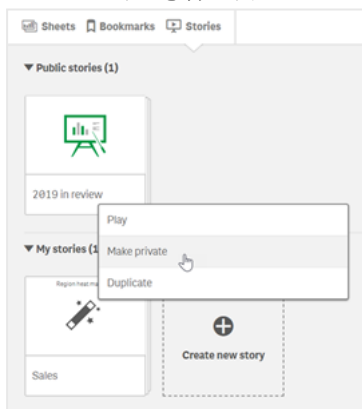 Sheets Bookmarks Stories
Public stories (1)
2019 in review
Play
Make private
Duplicate
My stories (1
Region heat ma
Sales
Create new story